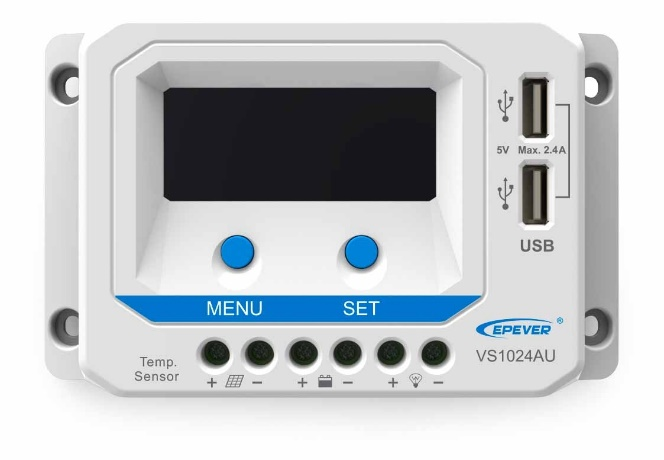 5V Max. 2.4A
USB
MENU SET
EPEVER ®
VS1024AU
Temp.
Sensor
+ − + − + −